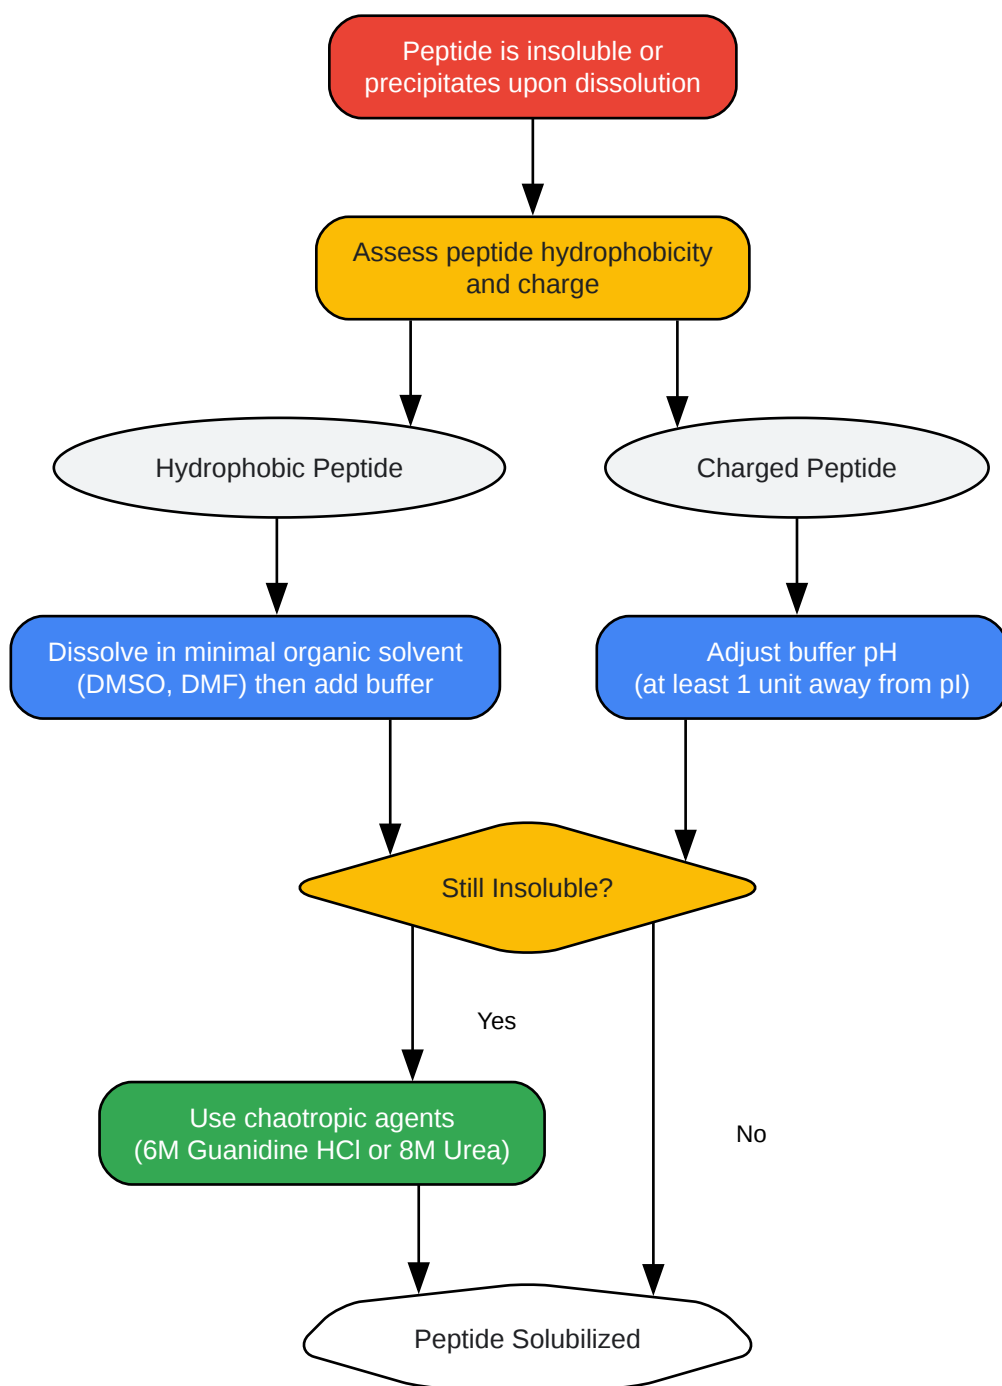 Peptide is insoluble or
precipitates upon dissolution
Assess peptide hydrophobicity
and charge
Hydrophobic Peptide
Charged Peptide
Dissolve in minimal organic solvent
(DMSO, DMF) then add buffer
Adjust buffer pH
(at least 1 unit away from pI)
Still Insoluble?
Yes
Use chaotropic agents
(6M Guanidine HCl or 8M Urea)
No
Peptide Solubilized